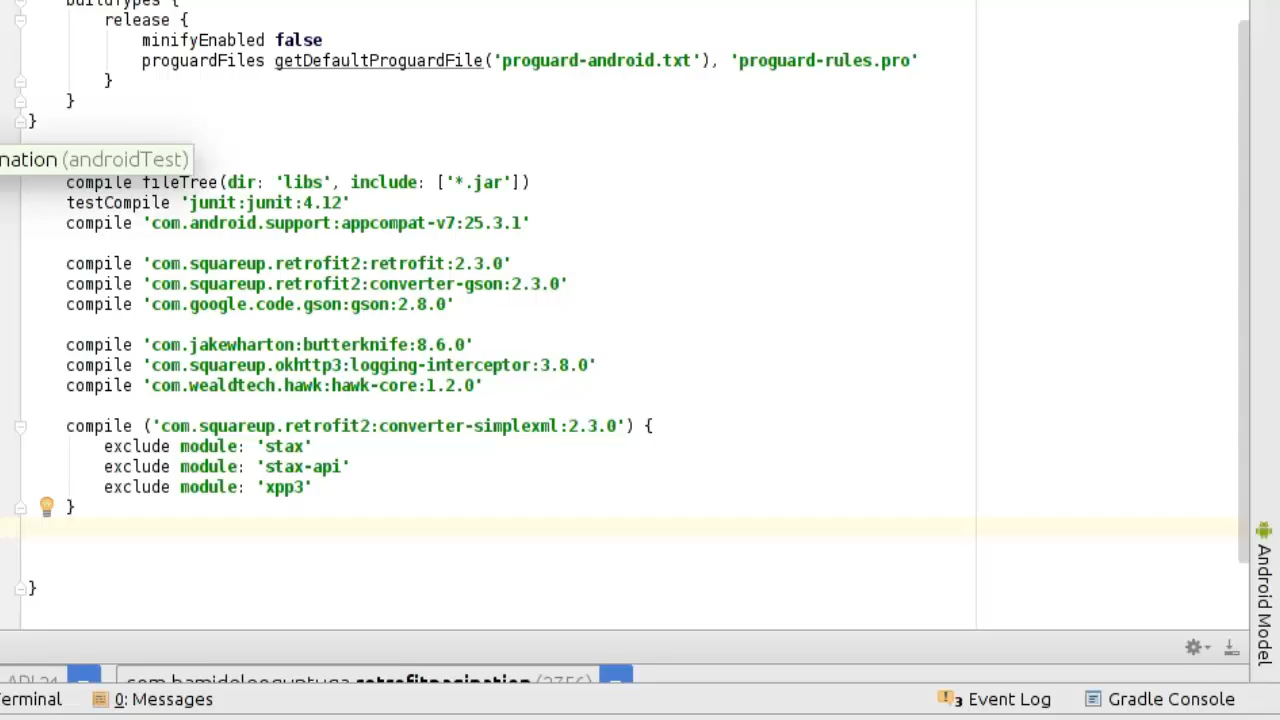 buildTypes {
release {
minifyEnabled false
proguardFiles getDefaultProguardFile('proguard-android.txt'), 'proguard-rules.pro'
}
}
}
nation (androidTest)
compile fileTree(dir: 'libs', include: ['*.jar'])
testCompile 'junit:junit:4.12'
compile 'com.android.support:appcompat-v7:25.3.1'
compile 'com.squareup.retrofit2:retrofit:2.3.0'
compile 'com.squareup.retrofit2:converter-gson:2.3.0'
compile 'com.google.code.gson:gson:2.8.0'
compile 'com.jakewharton:butterknife:8.6.0'
compile 'com.squareup.okhttp3:logging-interceptor:3.8.0'
compile 'com.wealdtech.hawk:hawk-core:1.2.0'
compile ('com.squareup.retrofit2:converter-simplexml:2.3.0') {
exclude module: 'stax'
exclude module: 'stax-api'
exclude module: 'xpp3'
}
}
Android Model
erminal
0: Messages
3 Event Log
Gradle Console